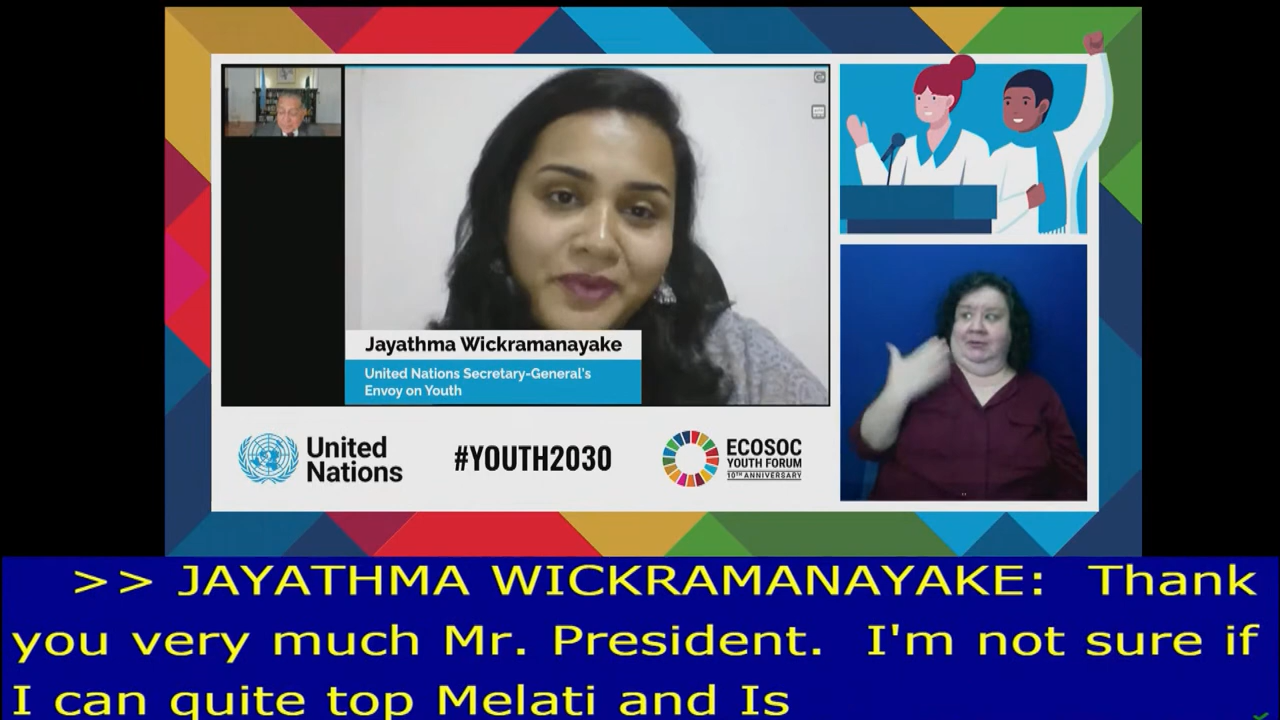 Jayathma Wickramanayake
United Nations Secretary-General's
Envoy on Youth
United
Nations
#YOUTH2030
ECOSOC
YOUTH FORUM
10TH ANNIVERSARY
>> JAYATHMA WICKRAMANAYAKE: Thank
you very much Mr. President. I'm not sure if
I can quite top Melati and Is